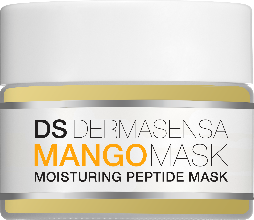 DS DERMASENSA
MANGOMASK
MOISTURING PEPTIDE MASK